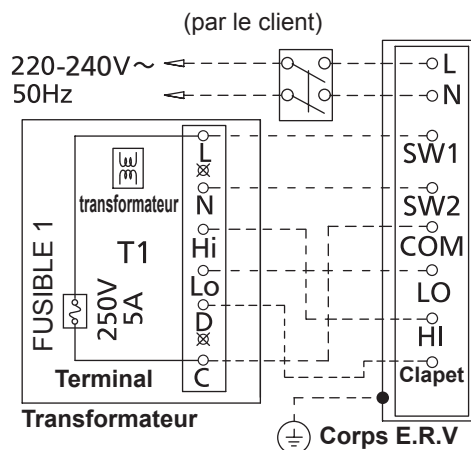 (par le client)
220-240V～
50Hz
L
N
SW1
SW2
COM
LO
HI
Clapet
L
N
Hi
Lo
D
C
transformateur
T1
FUSIBLE 1
250V
5A
Terminal
Transformateur
Corps E.R.V